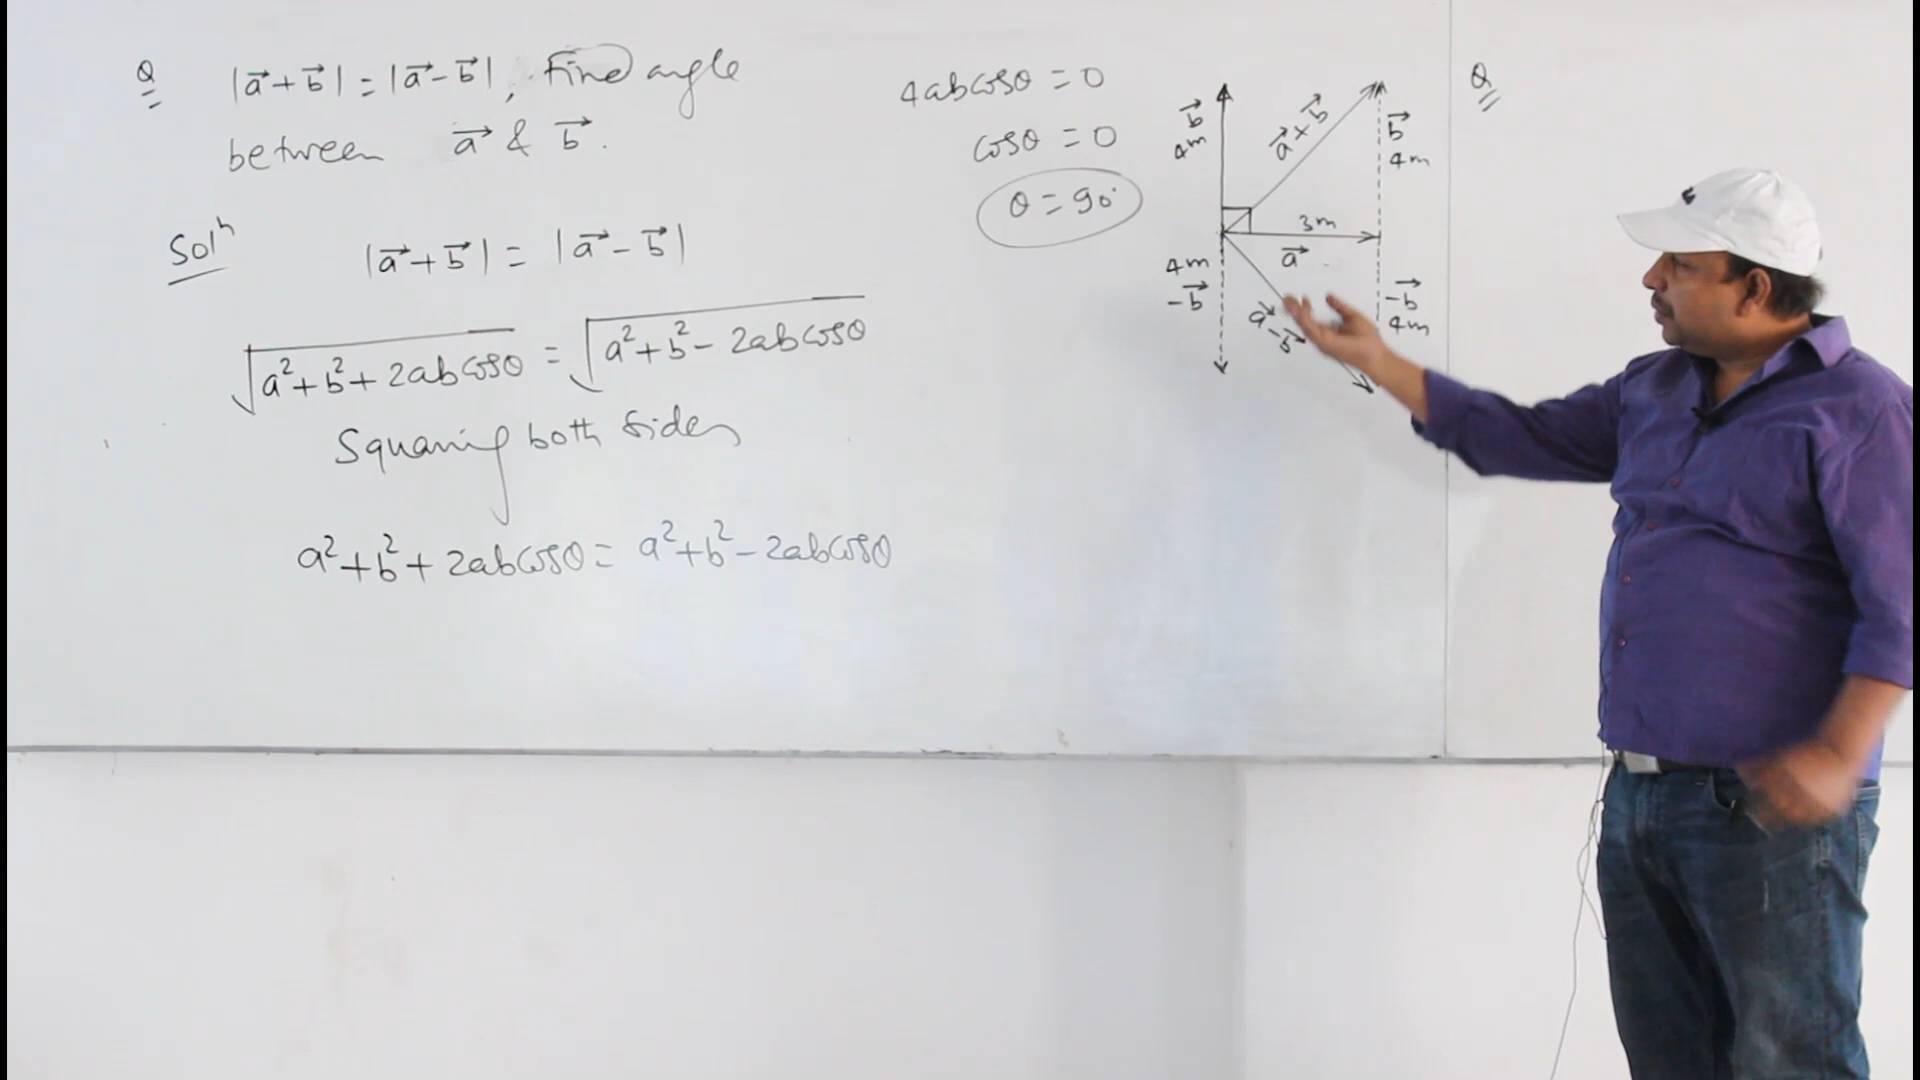 Q |a⃗+b⃗| = |a⃗-b⃗|, Find angle
between a⃗ & b⃗.
Solⁿ |a⃗+b⃗| = |a⃗-b⃗|
√(a²+b²+2abcosθ) = √(a²+b²-2abcosθ)
Squaring both sides
a²+b²+2abcosθ = a²+b²-2abcosθ
4abcosθ = 0
cosθ = 0
θ = 90°
b⃗
4m
a⃗+b⃗
b⃗
4m
3m
a⃗
4m
-b⃗
a⃗-b⃗
-b⃗
4m
Q